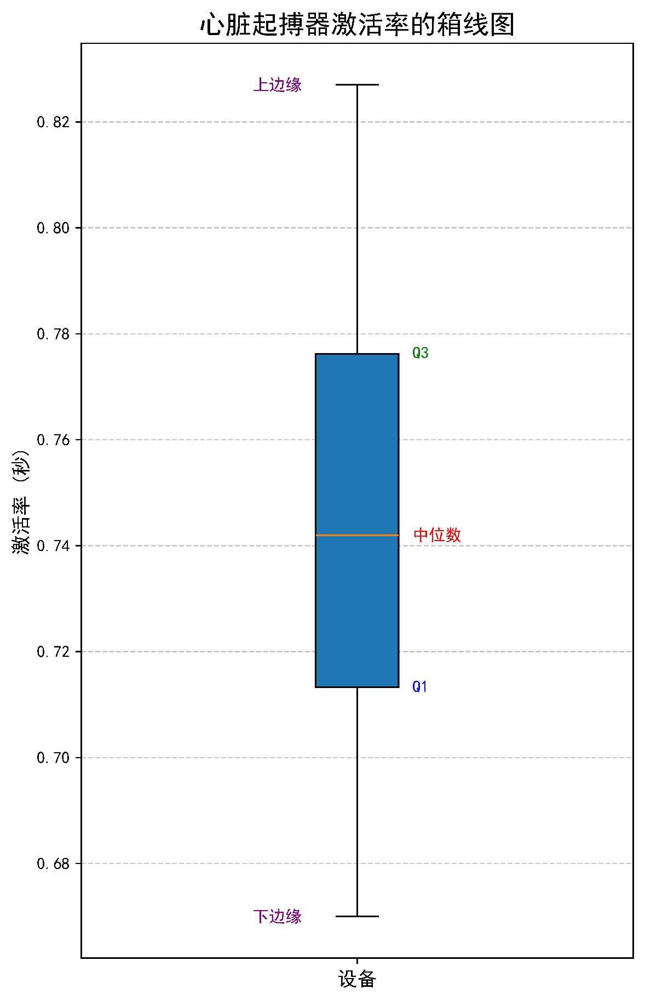 心脏起搏器激活率的箱线图
上边缘
0.82
0.80
0.78
Q3
0.76
激活率 (秒)
中位数
0.74
0.72
Q1
0.70
0.68
下边缘
设备